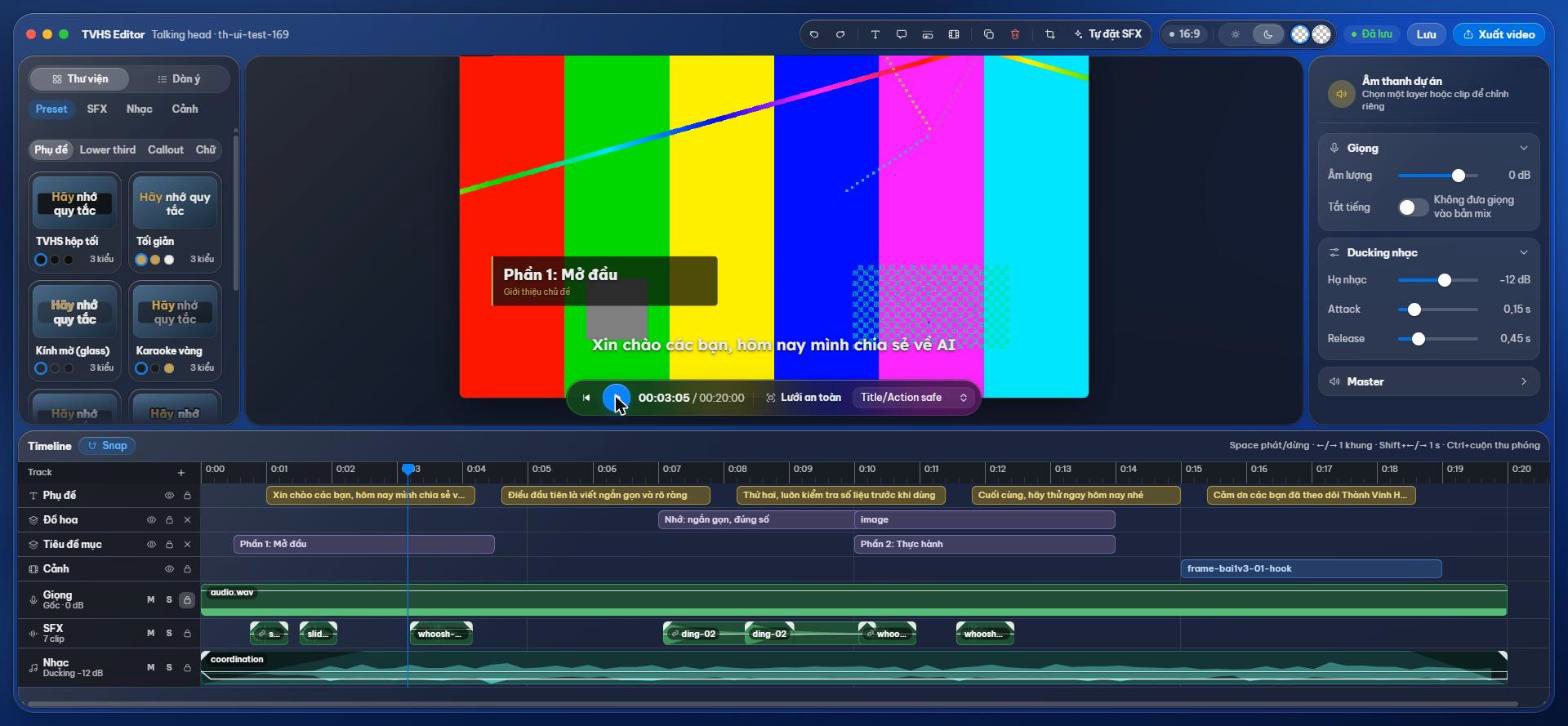 TVHS Editor Talking head · th-ui-test-169
Tự đặt SFX
16:9
Đã lưu
Lưu
Xuất video
Thư viện
Dàn ý
Preset SFX Nhạc Cảnh
Phụ đề Lower third Callout Chữ
Hãy nhớ quy tắc
TVHS hộp tối
3 kiểu
Hãy nhớ quy tắc
Tối giản
3 kiểu
Hãy nhớ quy tắc
Kính mờ (glass)
3 kiểu
Hãy nhớ quy tắc
Karaoke vàng
3 kiểu
Hãy nhớ
Hãy nhớ
Phần 1: Mở đầu
Giới thiệu chủ đề
Xin chào các bạn, hôm nay mình chia sẻ về AI
00:03:05 / 00:20:00
Lưới an toàn
Title/Action safe
Âm thanh dự án
Chọn một layer hoặc clip để chỉnh
riêng
Giọng
Âm lượng 0 dB
Tắt tiếng Không đưa giọng
vào bản mix
Ducking nhạc
Hạ nhạc -12 dB
Attack 0,15 s
Release 0,45 s
Master
Timeline Snap
Space phát/dừng · ←/→ 1 khung · Shift+←/→ 1 s · Ctrl+cuộn thu phóng
Track +
0:00 0:01 0:02 0:04 0:05 0:06 0:07 0:08 0:09 0:10 0:11 0:12 0:13 0:14 0:15 0:16 0:17 0:18 0:19 0:20
Phụ đề
Xin chào các bạn, hôm nay mình chia sẻ v...
Điều đầu tiên là viết ngắn gọn và rõ ràng
Thứ hai, luôn kiểm tra số liệu trước khi dùng
Cuối cùng, hãy thử ngay hôm nay nhé
Cảm ơn các bạn đã theo dõi Thành Vinh H...
Đồ họa
Nhớ: ngắn gọn, đúng số
image
Tiêu đề mục
Phần 1: Mở đầu
Phần 2: Thực hành
Cảnh
frame-bai1v3-01-hook
Giọng
Gốc · 0 dB
M S
audio.wav
SFX
7 clip
M S
s...
slid...
whoosh-...
ding-02
ding-02
whoo...
whoosh...
Nhạc
Ducking -12 dB
M S
coordination